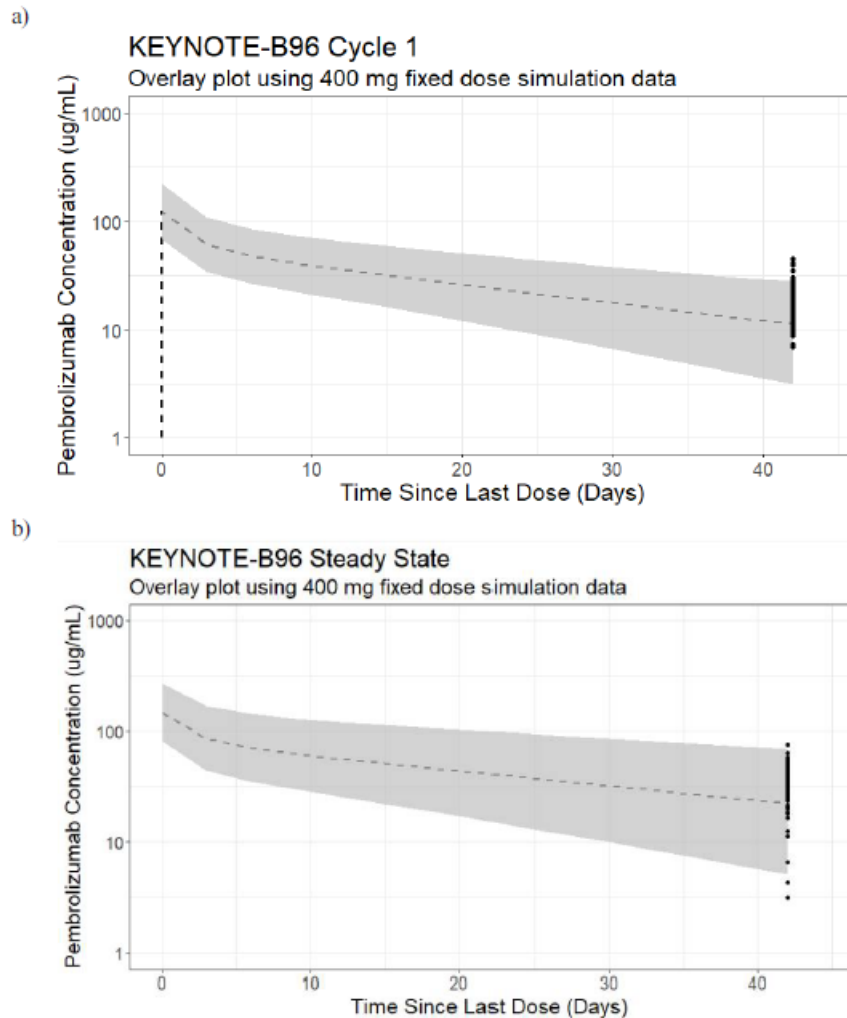 a)
KEYNOTE-B96 Cycle 1
Overlay plot using 400 mg fixed dose simulation data
Pembrolizumab Concentration (ug/mL)
1000
100
10
1
0 10 20 30 40
Time Since Last Dose (Days)
b)
KEYNOTE-B96 Steady State
Overlay plot using 400 mg fixed dose simulation data
Pembrolizumab Concentration (ug/mL)
1000
100
10
1
0 10 20 30 40
Time Since Last Dose (Days)